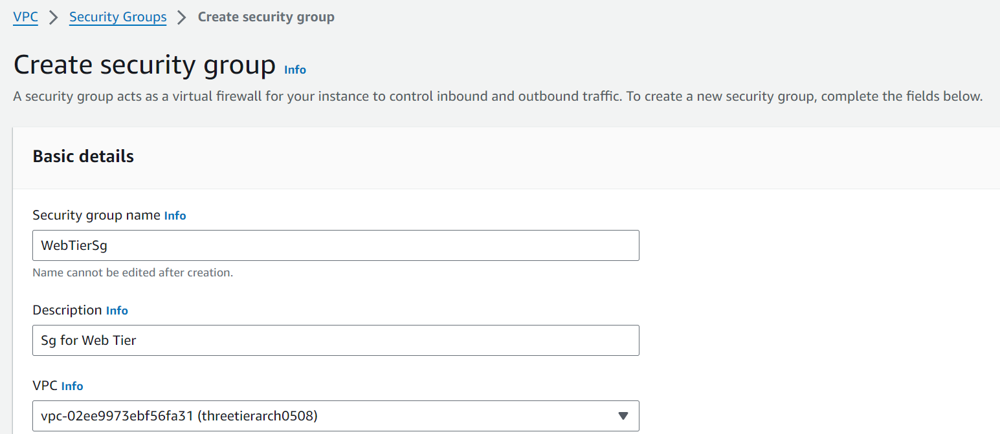 VPC > Security Groups > Create security group
Create security group Info
A security group acts as a virtual firewall for your instance to control inbound and outbound traffic. To create a new security group, complete the fields below.
Basic details
Security group name Info
WebTierSg
Name cannot be edited after creation.
Description Info
Sg for Web Tier
VPC Info
vpc-02ee9973ebf56fa31 (threetierarch0508)